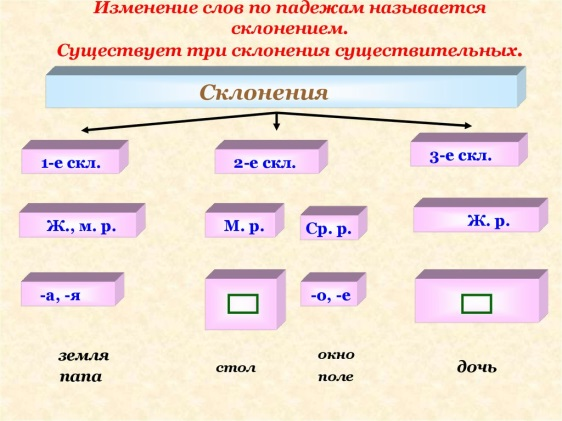 Изменение слов по падежам называется
склонением.
Существует три склонения существительных.
Склонения
1-е скл.
2-е скл.
3-е скл.
Ж., м. р.
М. р.
Ср. р.
Ж. р.
-а, -я
-о, -е
земля
папа
стол
окно
поле
дочь